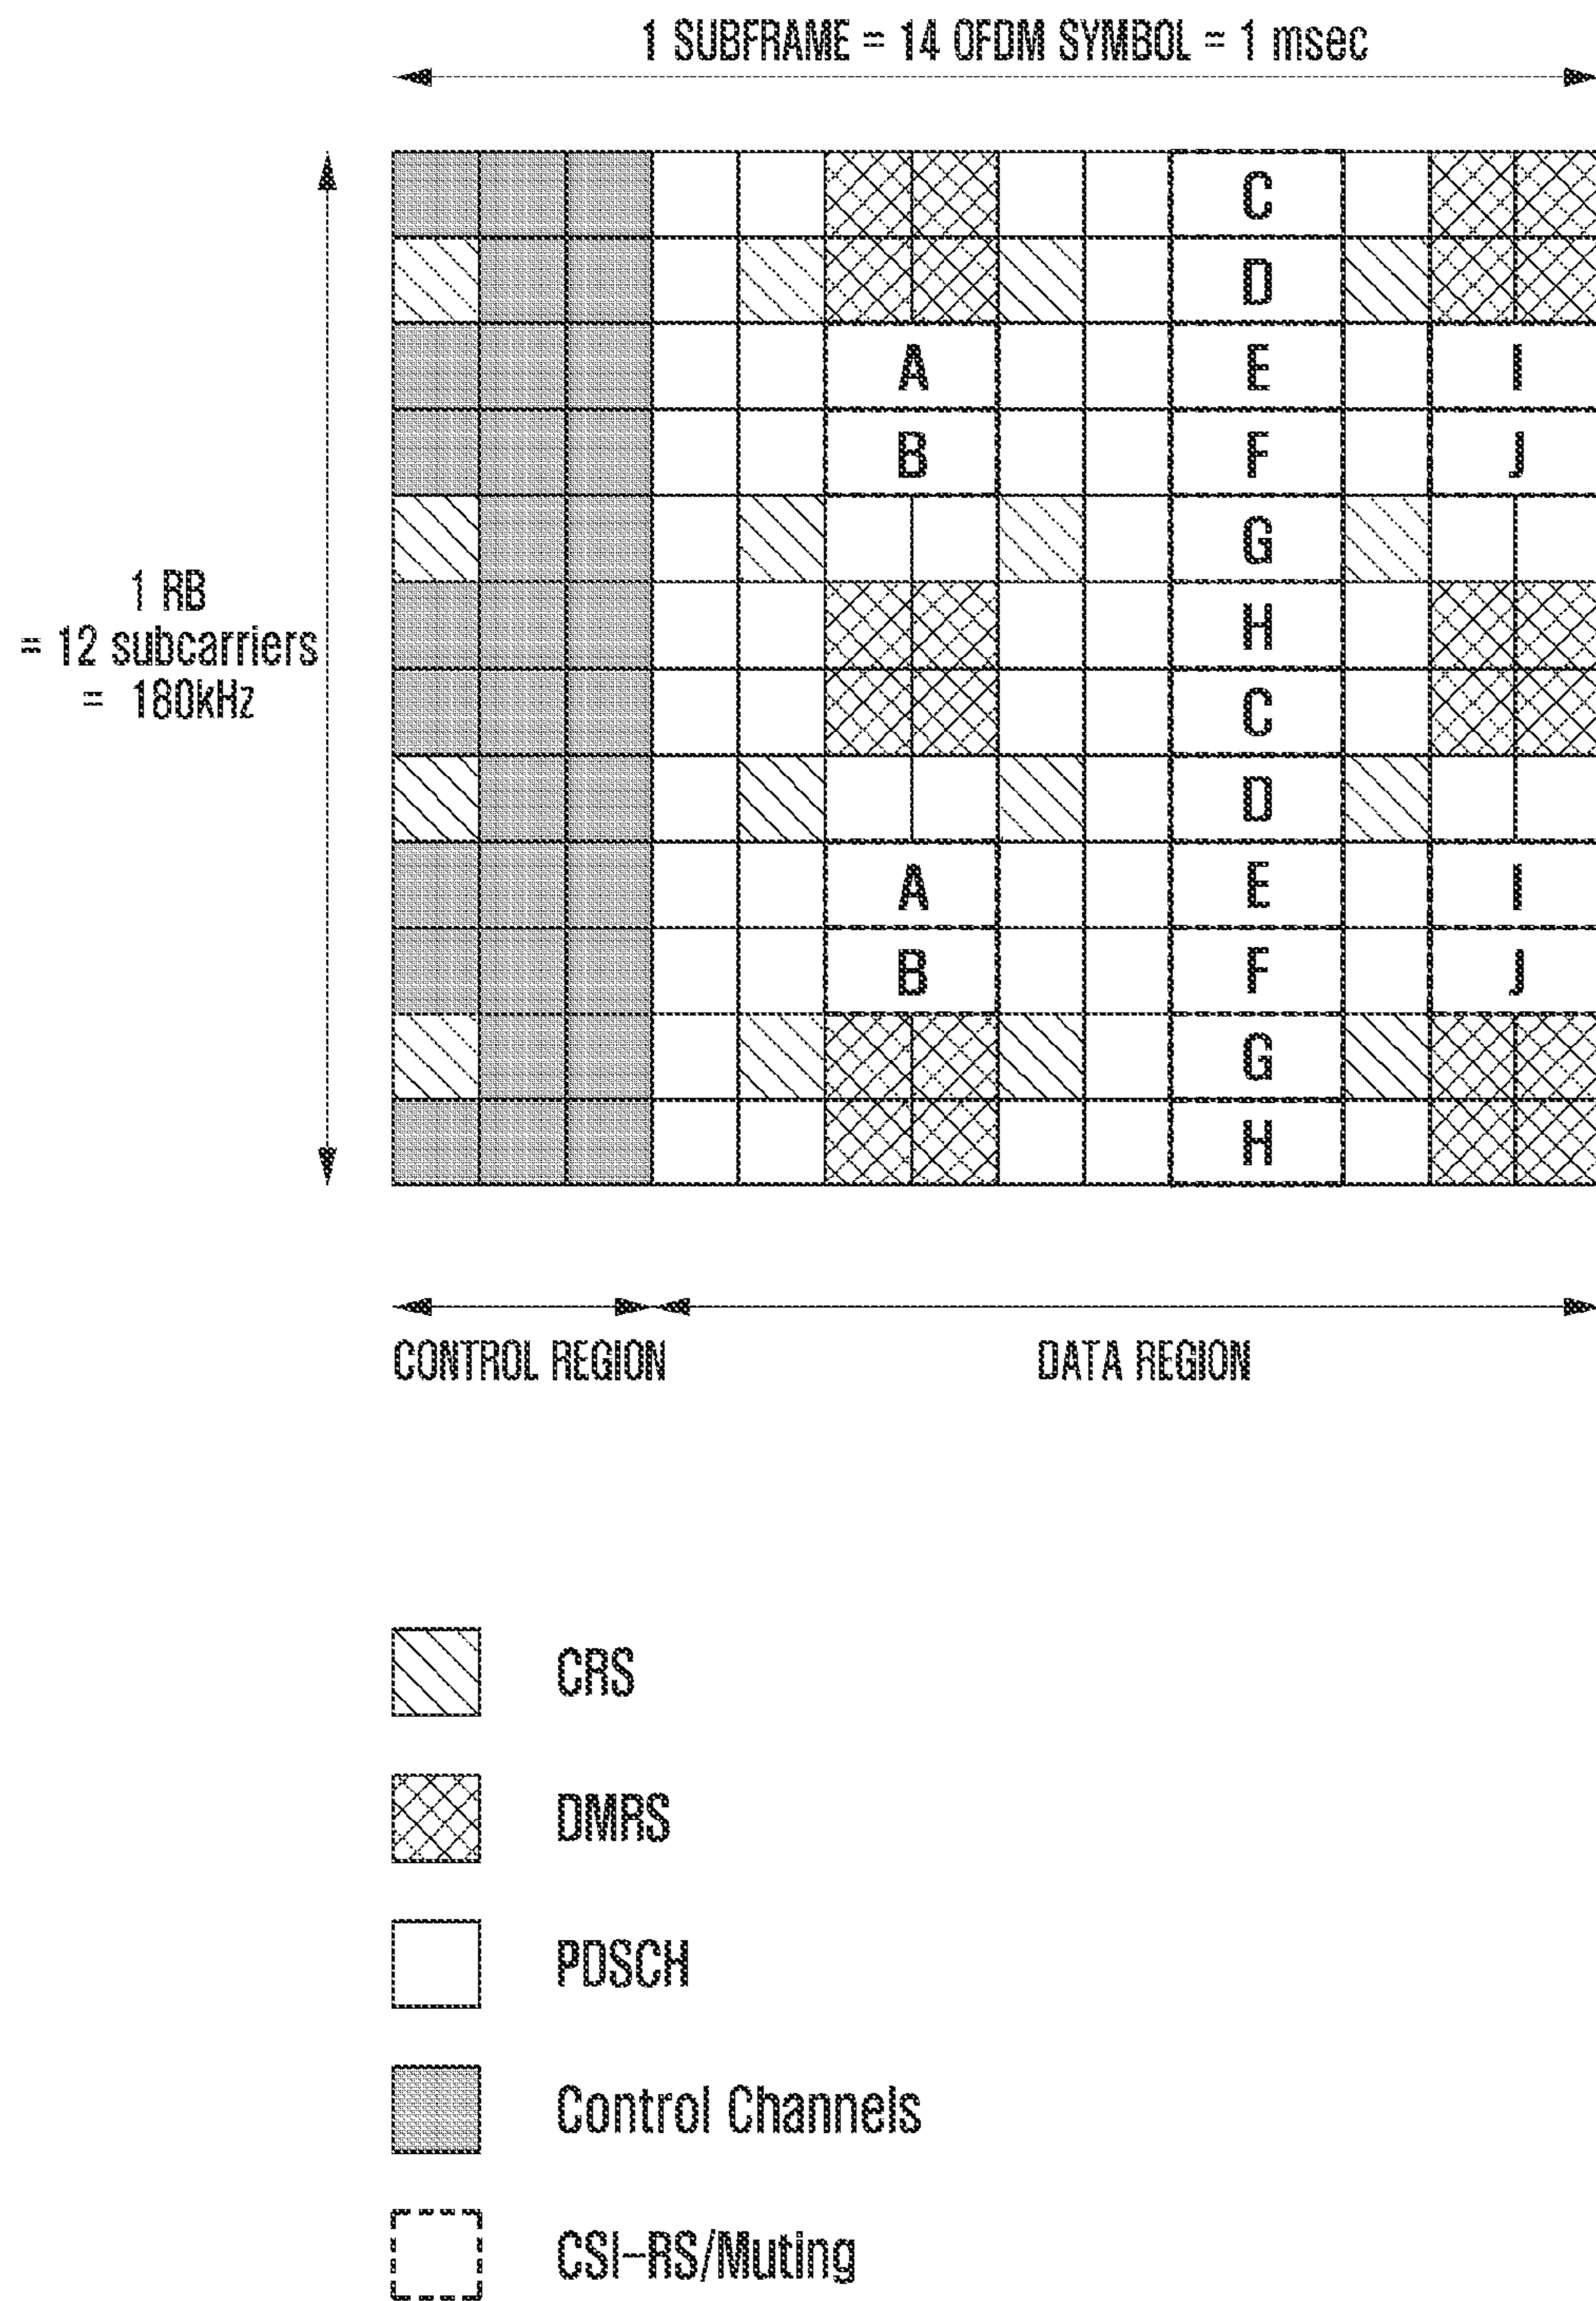 1 SUBFRAME = 14 OFDM SYMBOL = 1 msec
C
D
A E I
B F J
G
1 RB
= 12 subcarriers
= 180kHz
H
C
D
A E I
B F J
G
H
CONTROL REGION DATA REGION
CRS
DMRS
PDSCH
Control Channels
CSI-RS/Muting